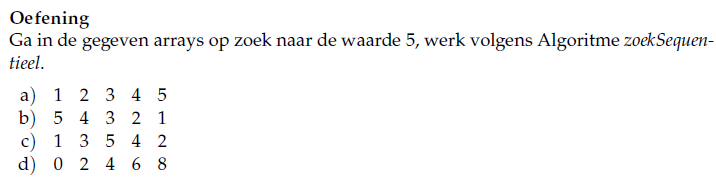 Oefening
Ga in de gegeven arrays op zoek naar de waarde 5, werk volgens Algoritme zoekSequen-
tieel.
a) 1 2 3 4 5
b) 5 4 3 2 1
c) 1 3 5 4 2
d) 0 2 4 6 8